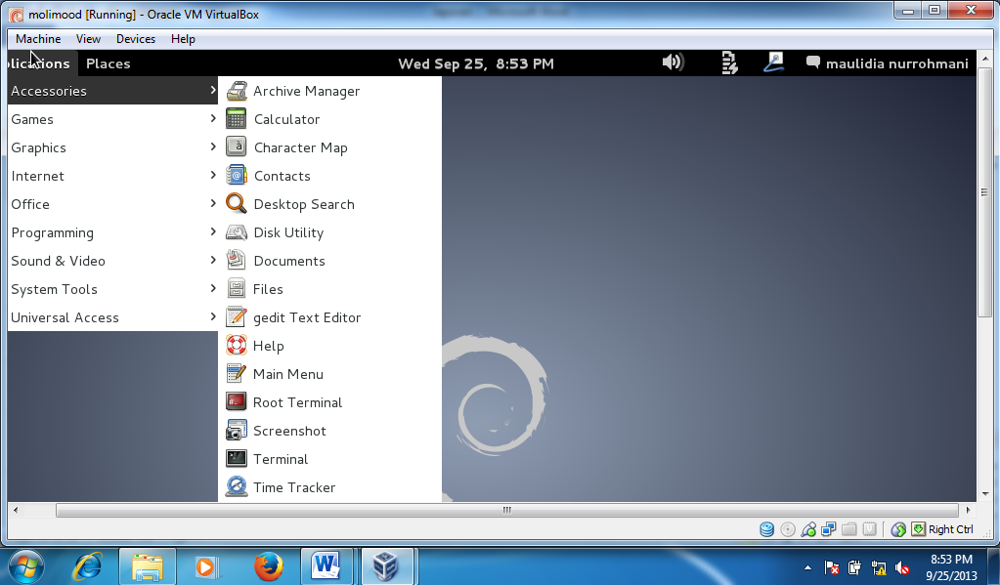 molimood [Running] - Oracle VM VirtualBox
Machine View Devices Help
plications Places Wed Sep 25, 8:53 PM maulidia nurrohmani
Accessories
Games
Graphics
Internet
Office
Programming
Sound & Video
System Tools
Universal Access
Archive Manager
Calculator
Character Map
Contacts
Desktop Search
Disk Utility
Documents
Files
gedit Text Editor
Help
Main Menu
Root Terminal
Screenshot
Terminal
Time Tracker
Right Ctrl
8:53 PM
9/25/2013